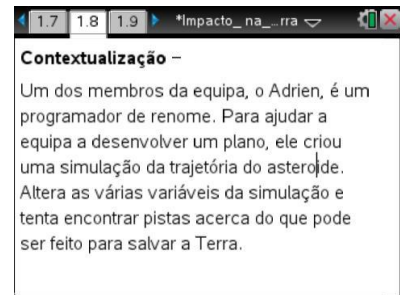 1.7 1.8 1.9 *Impacto_ na_...rra
Contextualização –
Um dos membros da equipa, o Adrien, é um
programador de renome. Para ajudar a
equipa a desenvolver um plano, ele criou
uma simulação da trajetória do asteroide.
Altera as várias variáveis da simulação e
tenta encontrar pistas acerca do que pode
ser feito para salvar a Terra.